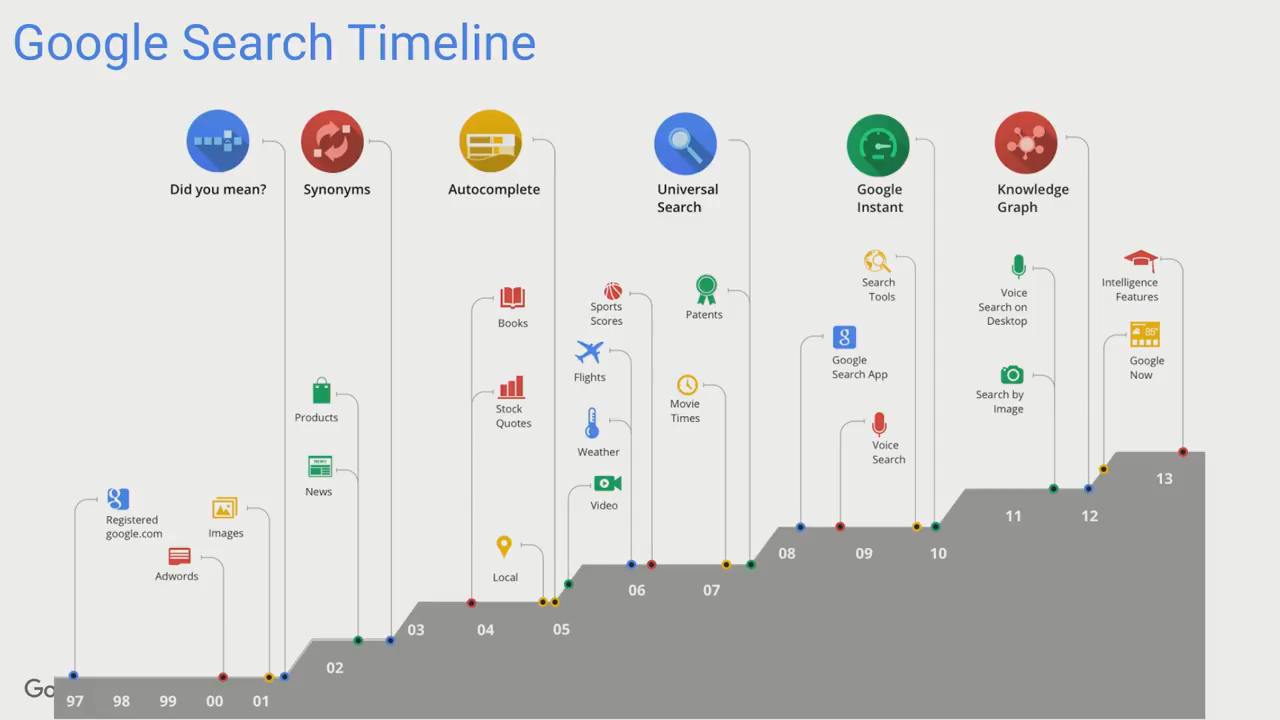 Google Search Timeline
Did you mean?
Synonyms
Autocomplete
Universal
Search
Google
Instant
Knowledge
Graph
Search
Tools
Voice
Search on
Desktop
Intelligence
Features
Books
Sports
Scores
Patents
Flights
Google
Search App
Google
Now
Products
Stock
Quotes
Movie
Times
Search by
Image
Weather
Voice
Search
NEWS
News
Video
Registered
google.com
Images
Adwords
Local
85°
g
g
Go
97
98
99
00
01
02
03
04
05
06
07
08
09
10
11
12
13